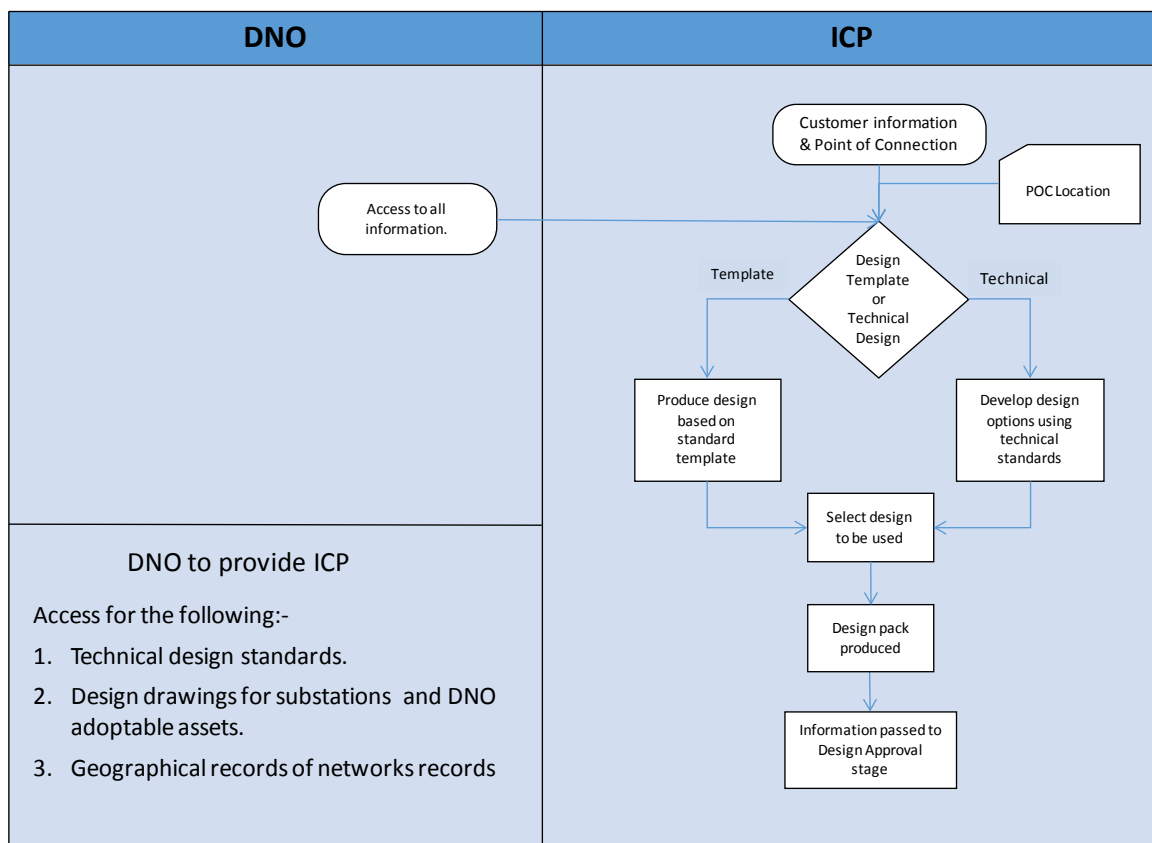 DNO
ICP
Customer information
& Point of Connection
POC Location
Access to all
information.
Design
Template
or
Technical
Design
Template
Technical
Produce design
based on
standard
template
Develop design
options using
technical
standards
Select design
to be used
Design pack
produced
Information passed to
Design Approval
stage
DNO to provide ICP
Access for the following:-
1. Technical design standards.
2. Design drawings for substations and DNO
adoptable assets.
3. Geographical records of networks records